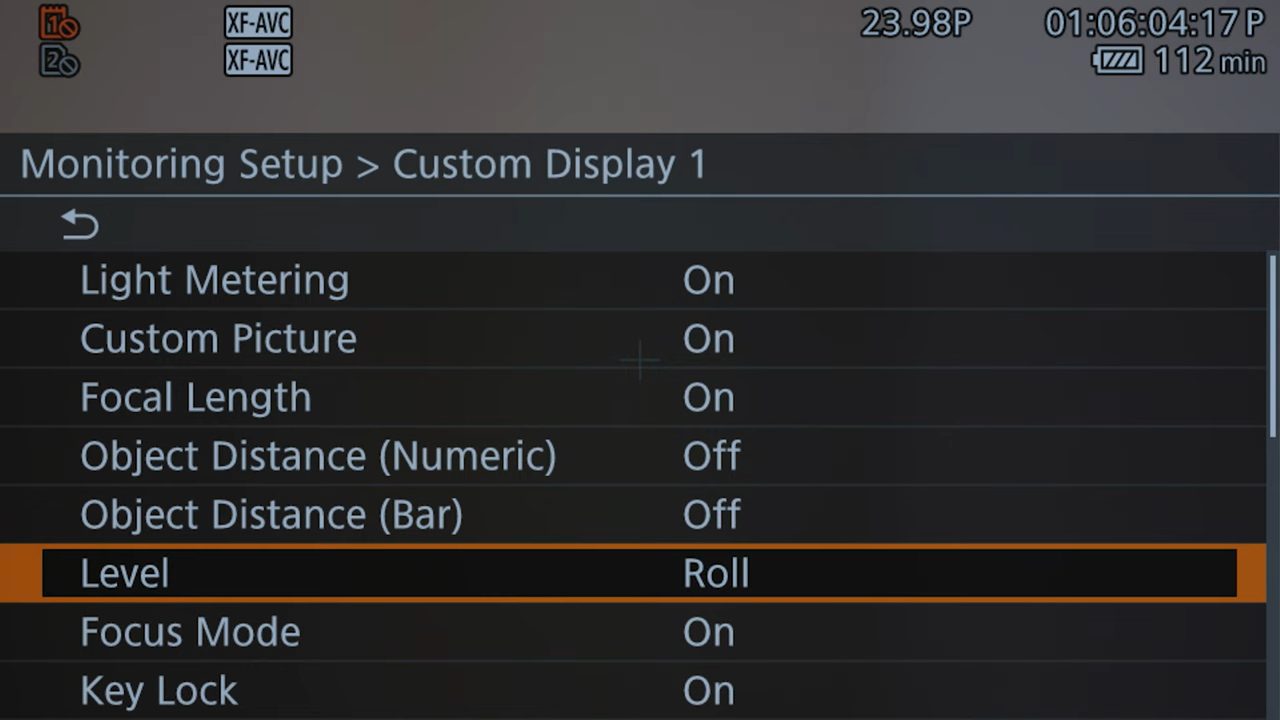 1 XF-AVC 23.98P 01:06:04:17 P
2 XF-AVC 112 min
Monitoring Setup > Custom Display 1
Light Metering On
Custom Picture On
Focal Length On
Object Distance (Numeric) Off
Object Distance (Bar) Off
Level Roll
Focus Mode On
Key Lock On